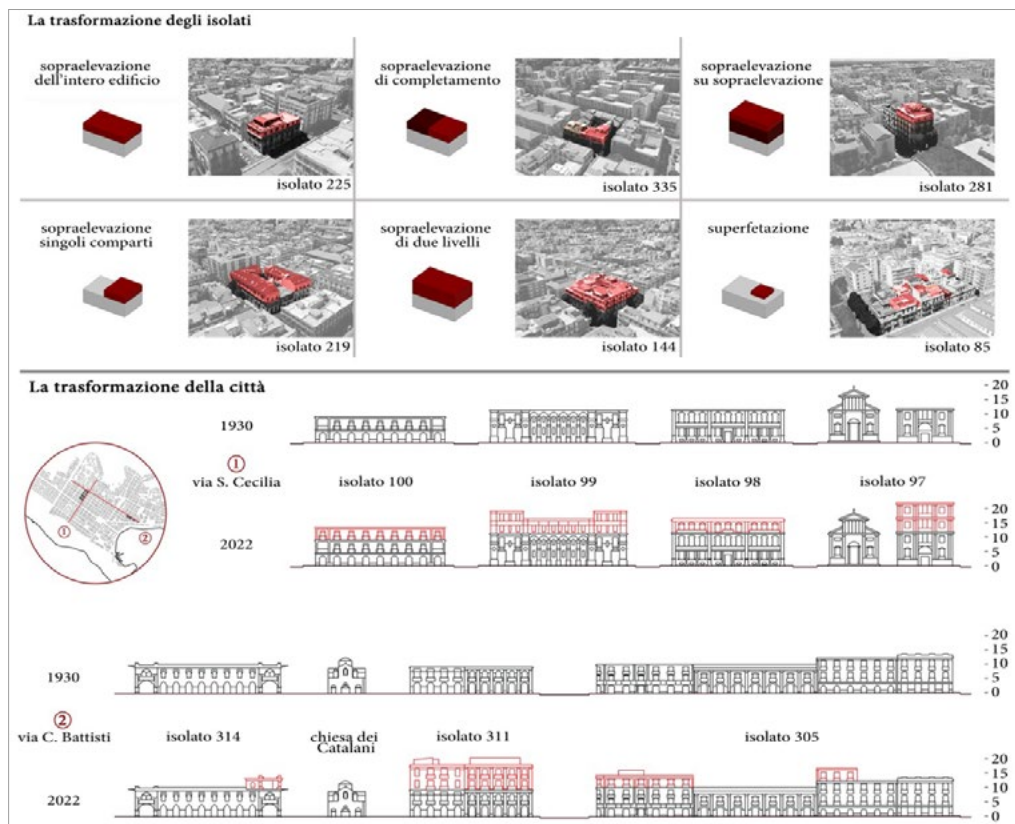 La trasformazione degli isolati
sopraelevazione
dell'intero edificio
isolato 225
sopraelevazione
di completamento
isolato 335
sopraelevazione
su sopraelevazione
isolato 281
sopraelevazione
singoli comparti
isolato 219
sopraelevazione
di due livelli
isolato 144
superfetazione
isolato 85
La trasformazione della città
1930
- 20
- 15
- 10
- 5
- 0
①
via S. Cecilia
isolato 100
isolato 99
isolato 98
isolato 97
①
②
2022
- 20
- 15
- 10
- 5
- 0
1930
- 20
- 15
- 10
- 5
- 0
②
via C. Battisti
isolato 314
chiesa dei
Catalani
isolato 311
isolato 305
2022
- 20
- 15
- 10
- 5
- 0